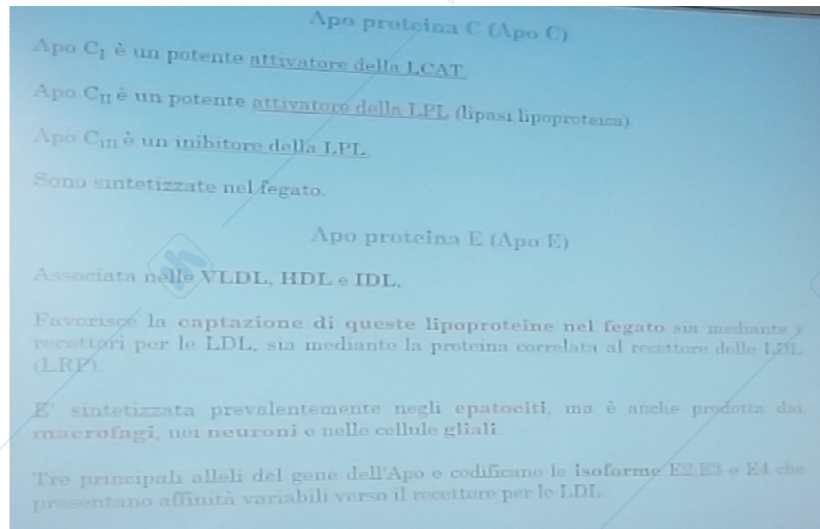 Apo proteina C (Apo C)
Apo CI è un potente attivatore della LCAT.
Apo CII è un potente attivatore della LPL (lipasi lipoproteica)
Apo CIII è un inibitore della LPL
Sono sintetizzate nel fegato.
Apo proteina E (Apo E)
Associata nelle VLDL, HDL e IDL.
Favorisce la captazione di queste lipoproteine nel fegato sia mediante i
recettori per le LDL, sia mediante la proteina correlata al recettore delle LDL
(LRP).
E' sintetizzata prevalentemente negli epatociti, ma è anche prodotta dai
macrofagi, nei neuroni e nelle cellule gliali.
Tre principali alleli del gene dell'Apo e codificano le isoforme E2,E3 e E4 che
presentano affinità variabili verso il recettore per le LDL.